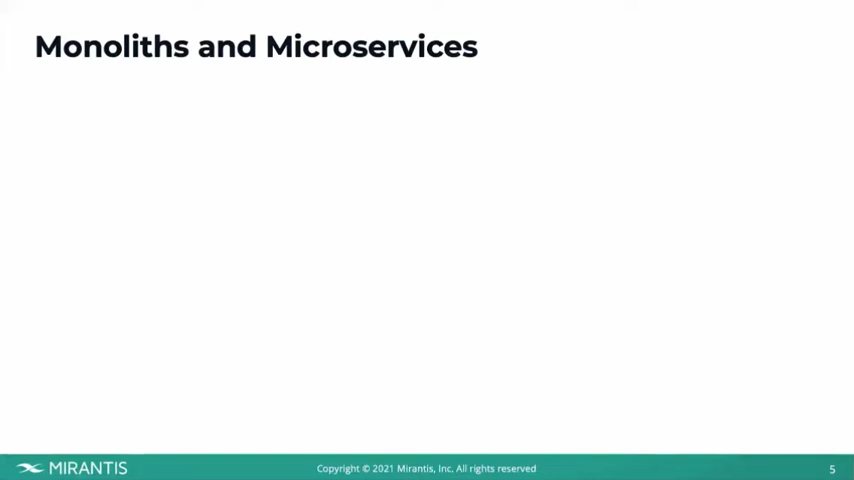 Monoliths and Microservices
MIRANTIS
Copyright © 2021 Mirantis, Inc. All rights reserved
5